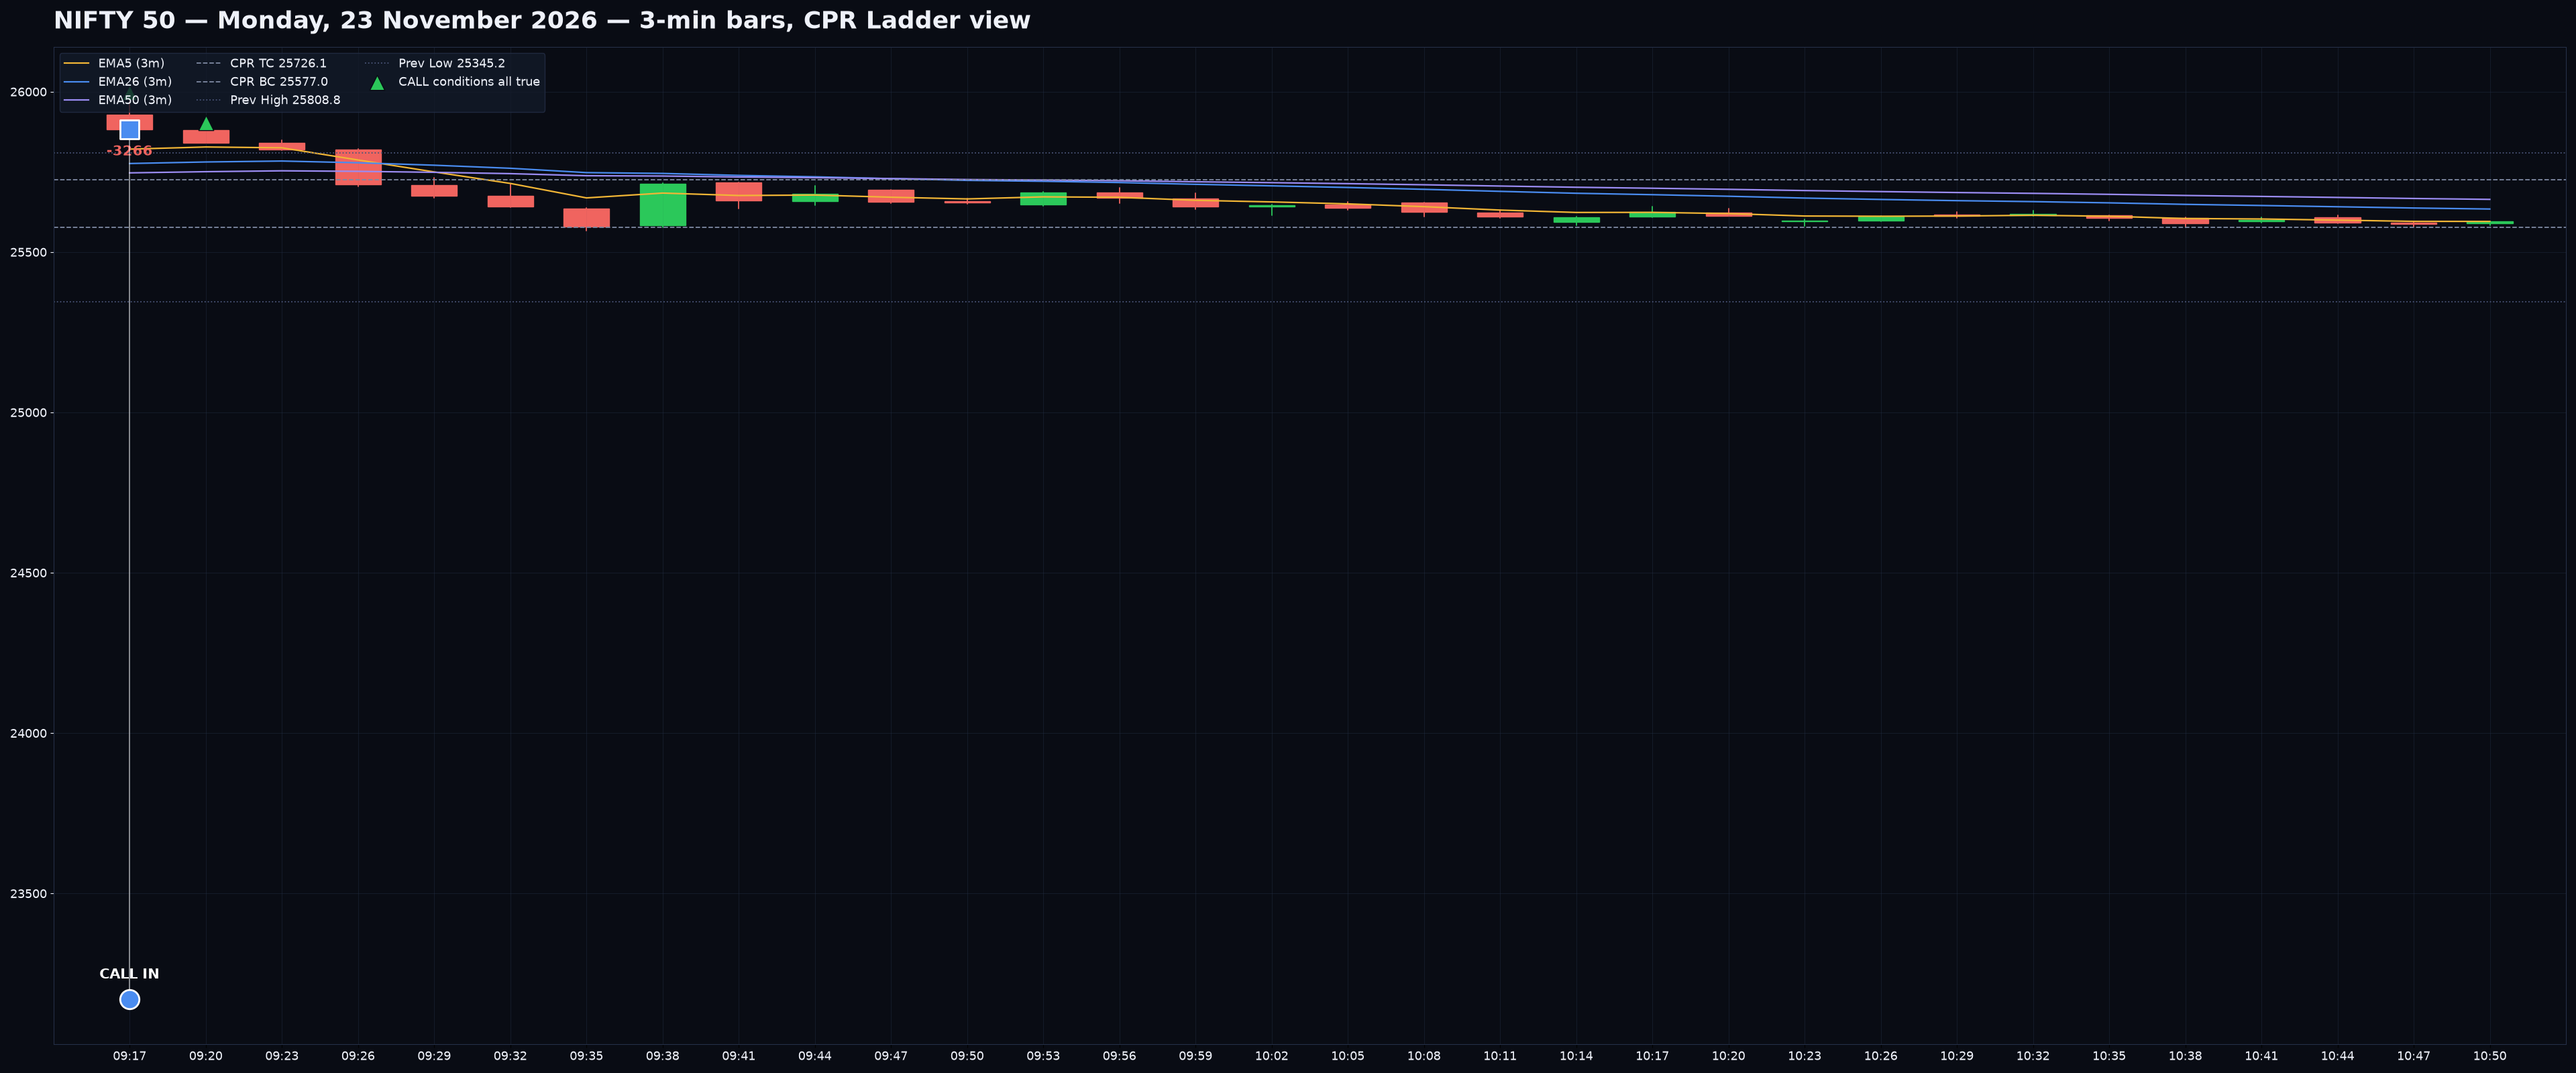 NIFTY 50 — Monday, 23 November 2026 — 3-min bars, CPR Ladder view
EMA5 (3m)
EMA26 (3m)
EMA50 (3m)
CPR TC 25726.1
CPR BC 25577.0
Prev High 25808.8
Prev Low 25345.2
CALL conditions all true
26000
25500
25000
24500
24000
23500
-3266
CALL IN
09:17 09:20 09:23 09:26 09:29 09:32 09:35 09:38 09:41 09:44 09:47 09:50 09:53 09:56 09:59 10:02 10:05 10:08 10:11 10:14 10:17 10:20 10:23 10:26 10:29 10:32 10:35 10:38 10:41 10:44 10:47 10:50